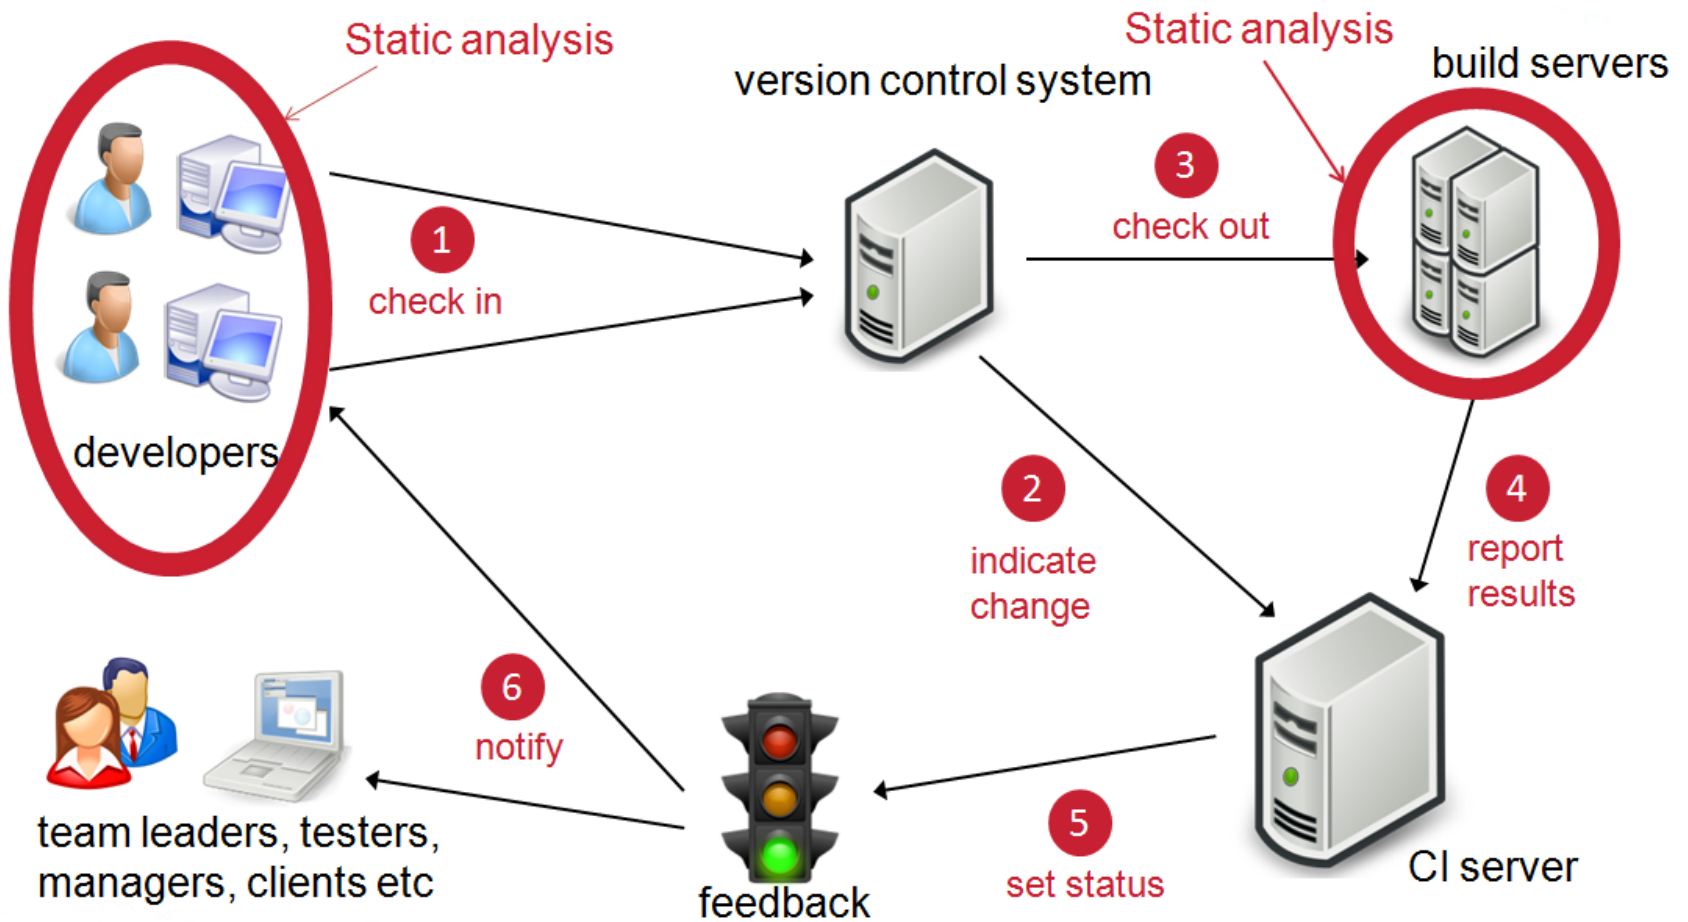 Static analysis
Static analysis
build servers
version control system
3
check out
1
check in
developers
2
indicate
change
4
report
results
6
notify
5
set status
team leaders, testers,
managers, clients etc
feedback
CI server